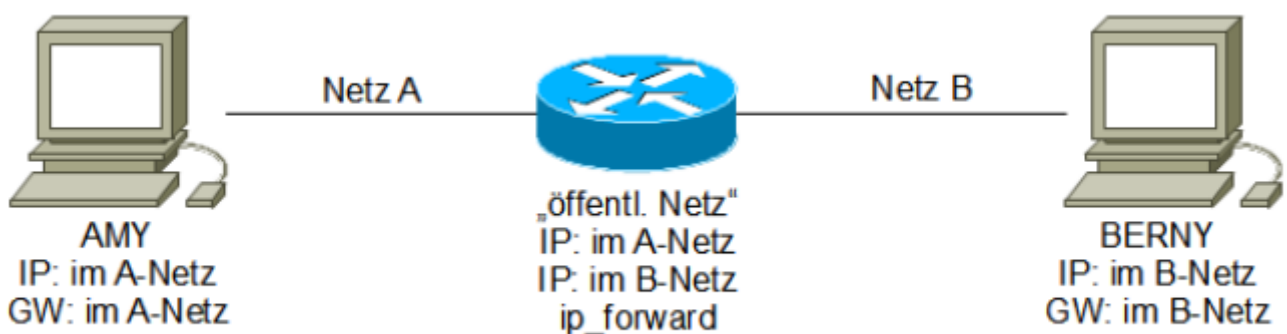 Netz A
Netz B
AMY
IP: im A-Netz
GW: im A-Netz
„öffentl. Netz“
IP: im A-Netz
IP: im B-Netz
ip_forward
BERNY
IP: im B-Netz
GW: im B-Netz